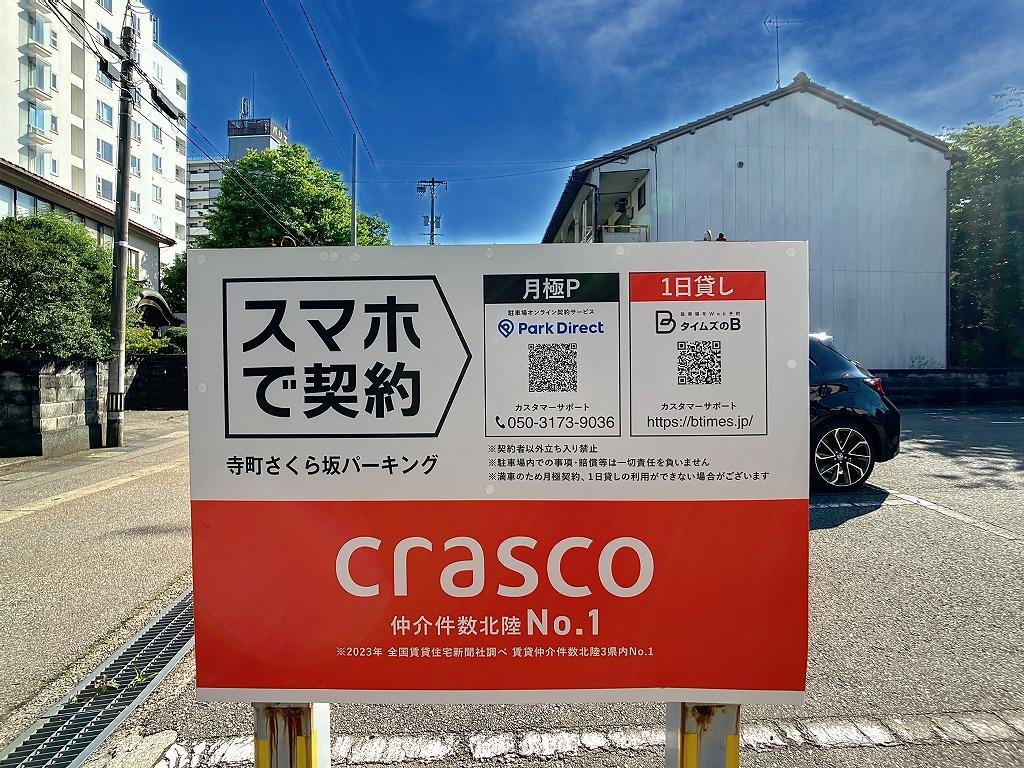 スマホ
で契約
寺町さくら坂パーキング
月極P
駐車場オンライン契約サービス
Park Direct
カスタマーサポート
050-3173-9036
1日貸し
駐車場をWeb予約
タイムズのB
カスタマーサポート
https://btimes.jp/
※契約者以外立ち入り禁止
※駐車場内での事項・賠償等は一切責任を負いません
※満車のため月極契約、1日貸しの利用ができない場合がございます
crasco
仲介件数北陸No.1
※2023年 全国賃貸住宅新聞社調べ 賃貸仲介件数北陸3県内No.1